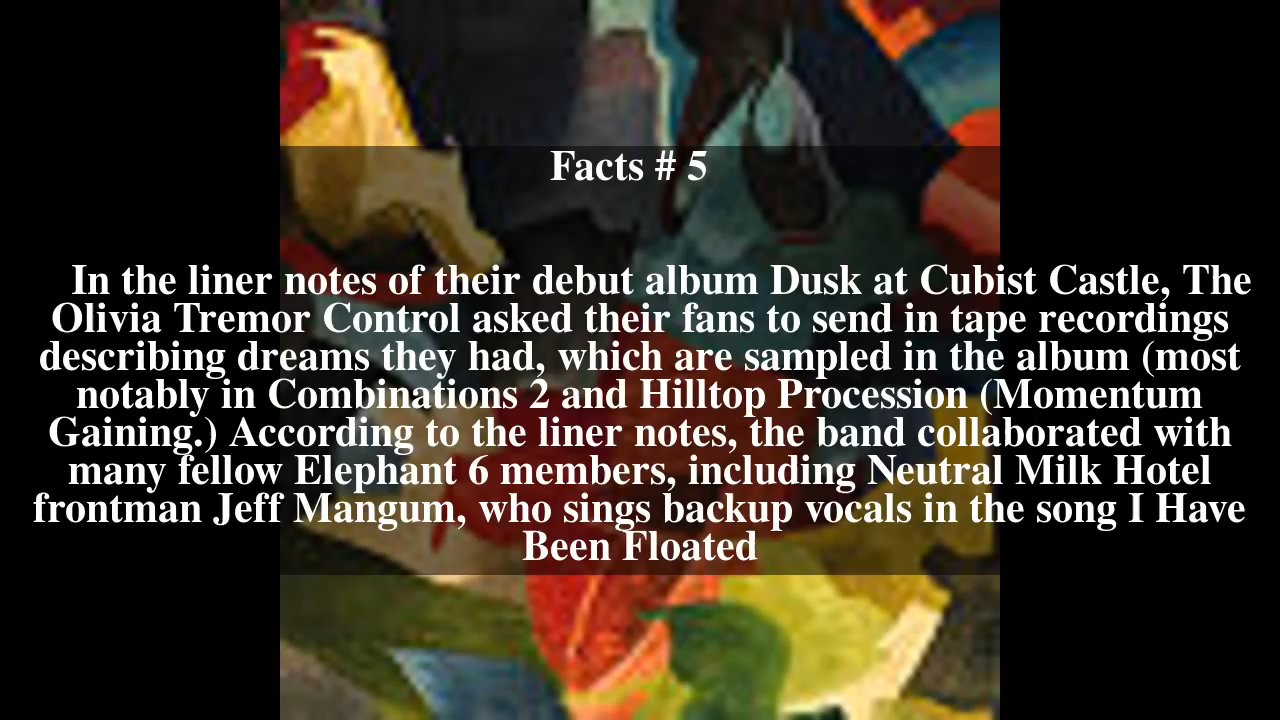 Facts # 5
In the liner notes of their debut album Dusk at Cubist Castle, The
Olivia Tremor Control asked their fans to send in tape recordings
describing dreams they had, which are sampled in the album (most
notably in Combinations 2 and Hilltop Procession (Momentum
Gaining.) According to the liner notes, the band collaborated with
many fellow Elephant 6 members, including Neutral Milk Hotel
frontman Jeff Mangum, who sings backup vocals in the song I Have
Been Floated